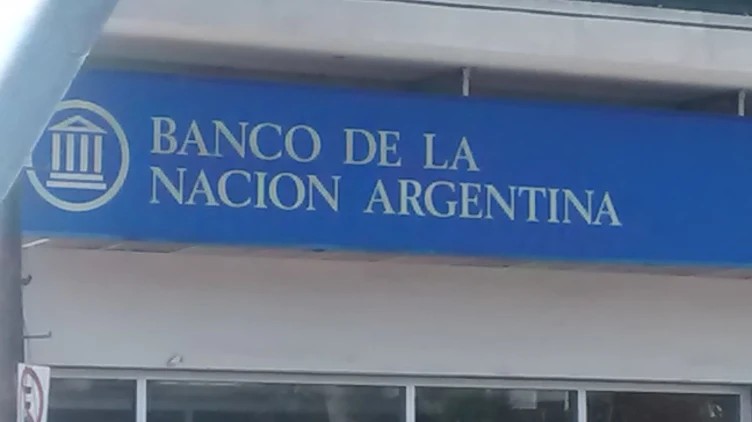 BANCO DE LA
NACION ARGENTINA